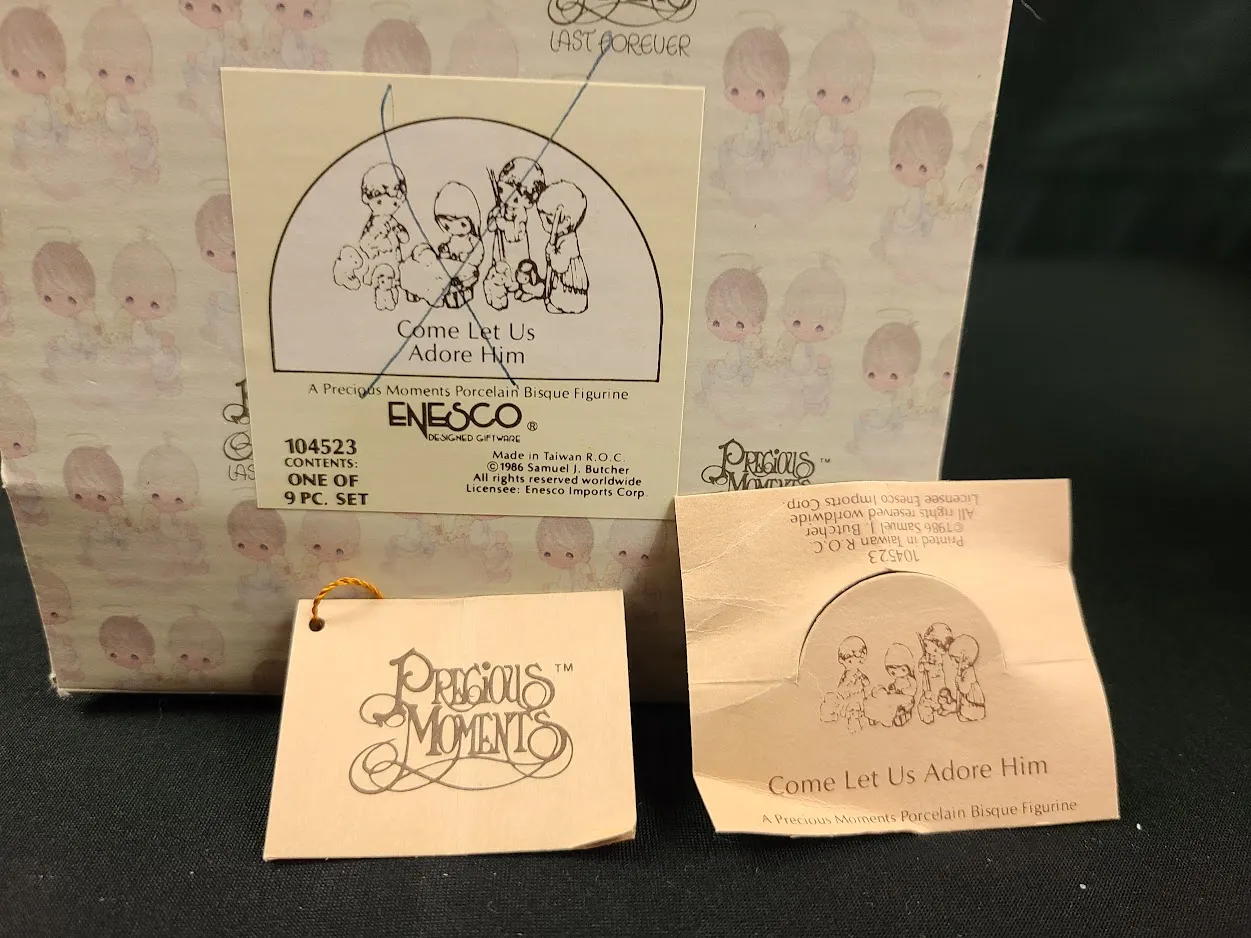 LAST FOREVER
Come Let Us
Adore Him
A Precious Moments Porcelain Bisque Figurine
ENESCO®
DESIGNED GIFTWARE
104523
CONTENTS:
ONE OF
9 PC. SET
Made in Taiwan R.O.C.
©1986 Samuel J. Butcher
All rights reserved worldwide
Licensee: Enesco Imports Corp.
LAS
PRECIOUS™
MOMENTS
PRECIOUS™
MOMENTS
104523
Printed in Taiwan R.O.C.
©1986 Samuel J. Butcher
All rights reserved worldwide
Licensee Enesco Imports Corp.
Come Let Us Adore Him
A Precious Moments Porcelain Bisque Figurine